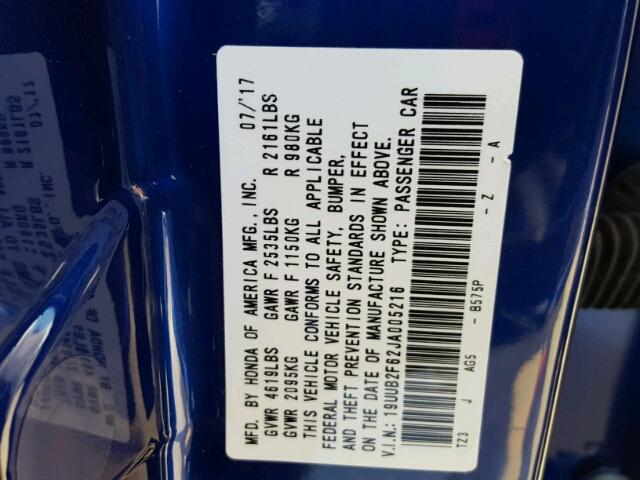 MFD. BY HONDA OF AMERICA MFG., INC. 07/'17
GVWR 4619LBS GAWR F 2535LBS R 2161LBS
GVWR 2095KG GAWR F 1150KG R 980KG
THIS VEHICLE CONFORMS TO ALL APPLICABLE
FEDERAL MOTOR VEHICLE SAFETY, BUMPER,
AND THEFT PREVENTION STANDARDS IN EFFECT
ON THE DATE OF MANUFACTURE SHOWN ABOVE.
V.I.N.: 19UUB2F62JA005216 TYPE: PASSENGER CAR
TZ3 J AG5 - B575P - Z - A